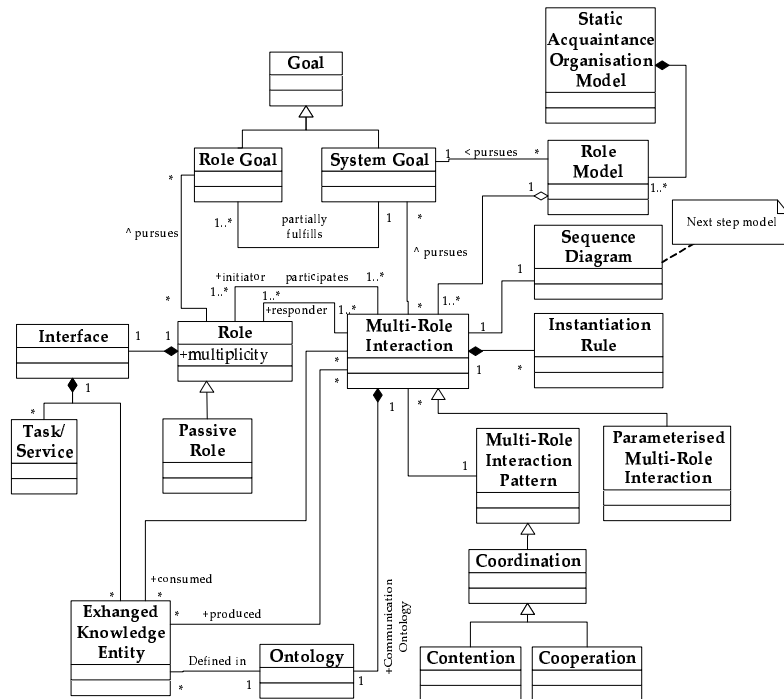 Static
Acquaintance
Organisation
Model
Goal
Role Goal
System Goal
1
< pursues
*
Role
Model
*
1..*
partially
fulfills
1
*
1
1..*
Next step model
^ pursues
^ pursues
Sequence
Diagram
+initiator
participates
1..*
1..*
1
*
1..*
+responder
1..*
*
1..*
Interface
1
1
Role
+multiplicity
Multi-Role
Interaction
1
Instantiation
Rule
*
*
1
*
1
*
Task/
Service
Passive
Role
1
*
Multi-Role
Interaction
Pattern
1
Parameterised
Multi-Role
Interaction
Coordination
+consumed
*
*
Exhanged
Knowledge
Entity
*
+produced
+Communication
Ontology
Defined in
Ontology
*
1
1
Contention
Cooperation